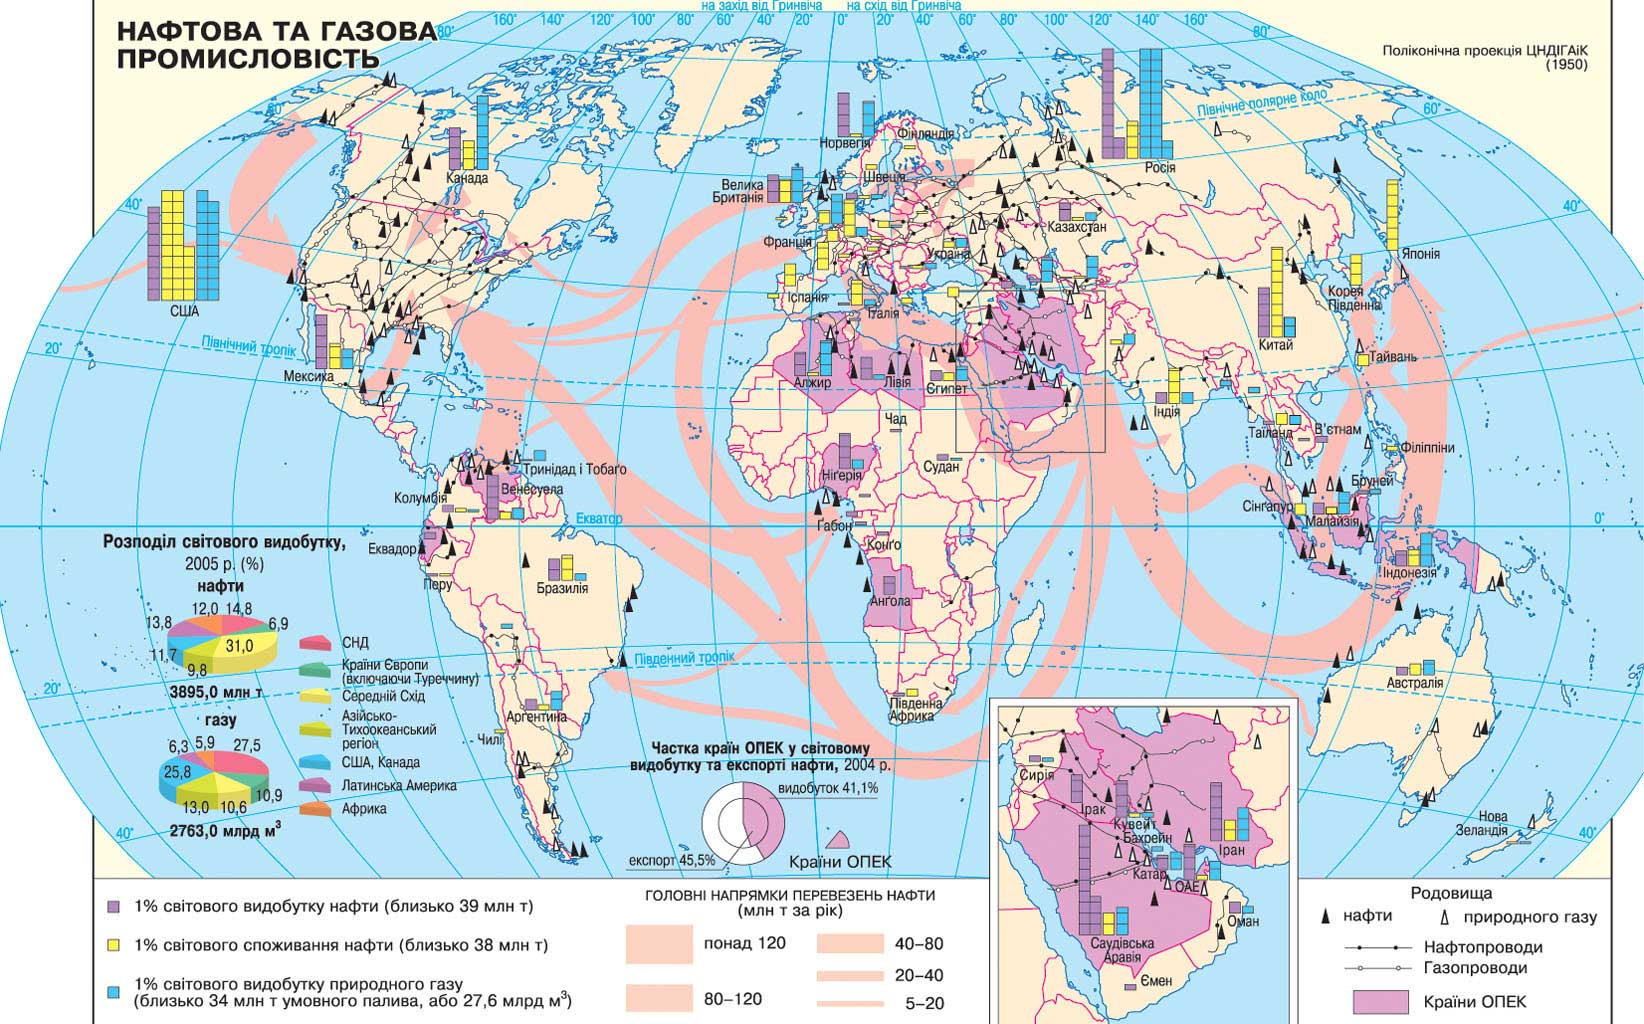 на захід від Гринвіча
на схід від Гринвіча
НАФТОВА ТА ГАЗОВА
ПРОМИСЛОВІСТЬ
Поліконічна проекція ЦНДІГАіК
(1950)
80°
160°
140°
120°
100°
80°
60°
40°
20°
0°
20°
40°
60°
80°
100°
120°
140°
160°
80°
Північне полярне коло
60°
60°
40°
40°
20°
20°
0°
20°
20°
40°
40°
Північний тропік
Екватор
Південний тропік
Канада
США
Мексика
Норвегія
Фінляндія
Швеція
Велика
Британія
Франція
Іспанія
Італія
Україна
Росія
Казахстан
Японія
Корея
Південна
Китай
Тайвань
Індія
Таїланд
В'єтнам
Філіппіни
Бруней
Сінгапур
Малайзія
Індонезія
Австралія
Нова
Зеландія
Алжир
Лівія
Єгипет
Чад
Судан
Нігерія
Габон
Конго
Ангола
Південна
Африка
Тринідад і Тобаго
Венесуела
Колумбія
Еквадор
Перу
Бразилія
Аргентина
Чилі
Розподіл світового видобутку,
2005 р. (%)
нафти
12,0
14,8
6,9
31,0
9,8
11,7
13,8
3895,0 млн т
газу
5,9
27,5
10,9
10,6
13,0
25,8
6,3
2763,0 млрд м³
СНД
Країни Європи
(включаючи Туреччину)
Середній Схід
Азійсько-
Тихоокеанський
регіон
США, Канада
Латинська Америка
Африка
Частка країн ОПЕК у світовому
видобутку та експорті нафти, 2004 р.
видобуток 41,1%
експорт 45,5%
Країни ОПЕК
Сирія
Ірак
Кувейт
Бахрейн
Катар
ОАЕ
Іран
Саудівська
Аравія
Оман
Ємен
1% світового видобутку нафти (близько 39 млн т)
1% світового споживання нафти (близько 38 млн т)
1% світового видобутку природного газу
(близько 34 млн т умовного палива, або 27,6 млрд м³)
ГОЛОВНІ НАПРЯМКИ ПЕРЕВЕЗЕНЬ НАФТИ
(млн т за рік)
понад 120
80–120
40–80
20–40
5–20
Родовища
нафти
природного газу
Нафтопроводи
Газопроводи
Країни ОПЕК